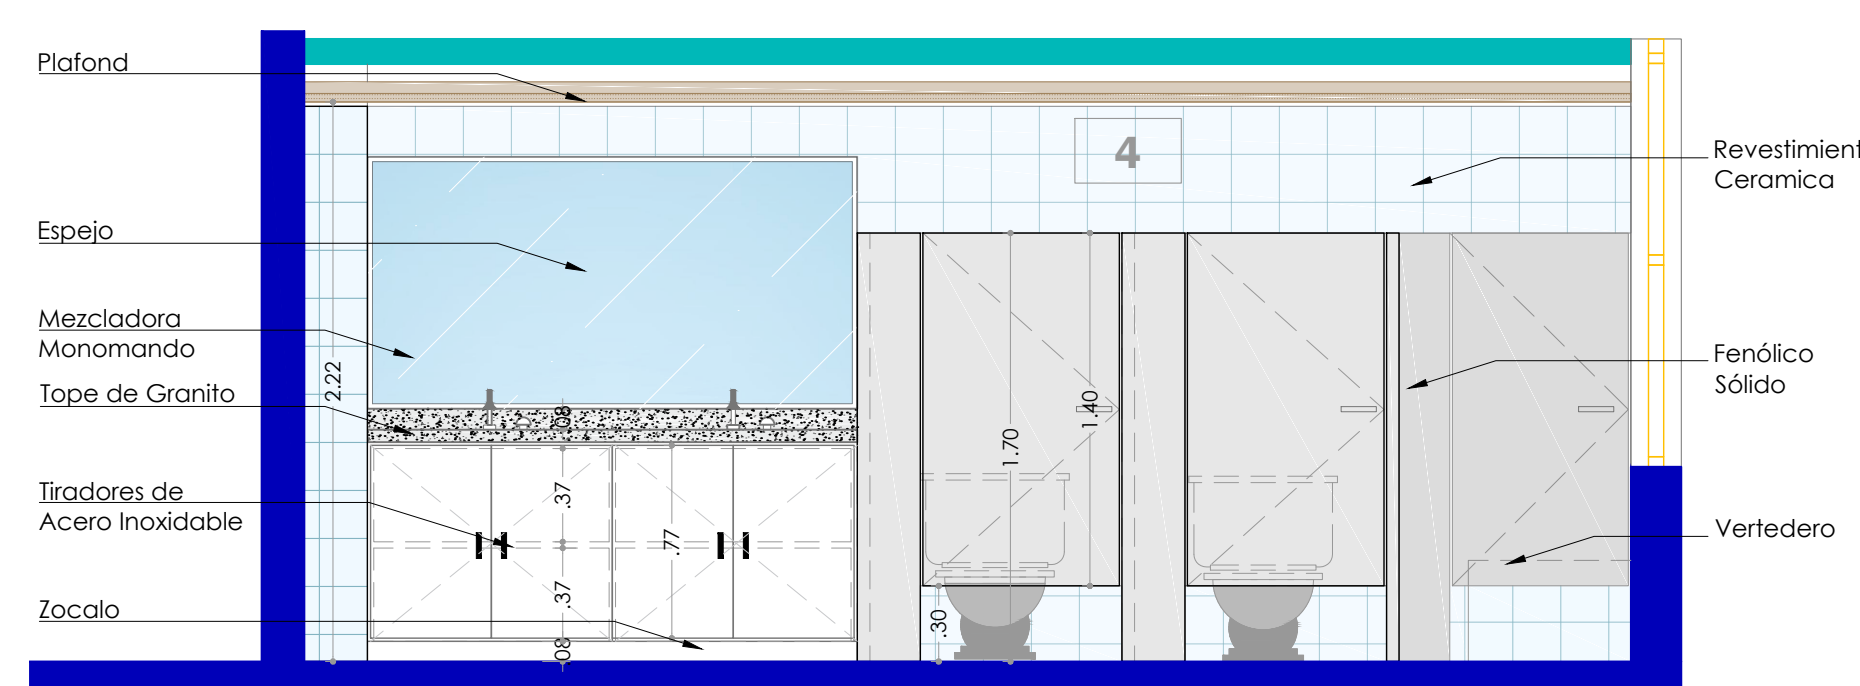 Plafond
4
Revestimient
Ceramica
Espejo
Mezcladora
Monomando
2.22
Fenólico
Sólido
Tope de Granito
.08
1.40
1.70
Tiradores de
Acero Inoxidable
.37
.77
Vertedero
.37
Zocalo
.30
.08